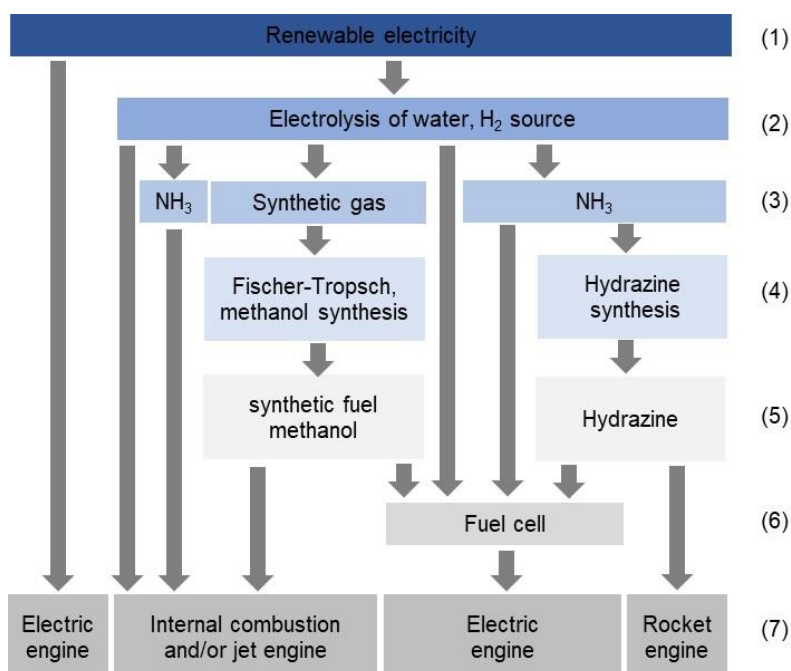 Renewable electricity
(1)
Electrolysis of water, H₂ source
(2)
NH₃
Synthetic gas
NH₃
(3)
Fischer-Tropsch,
methanol synthesis
Hydrazine
synthesis
(4)
synthetic fuel
methanol
Hydrazine
(5)
Fuel cell
(6)
Electric
engine
Internal combustion
and/or jet engine
Electric
engine
Rocket
engine
(7)